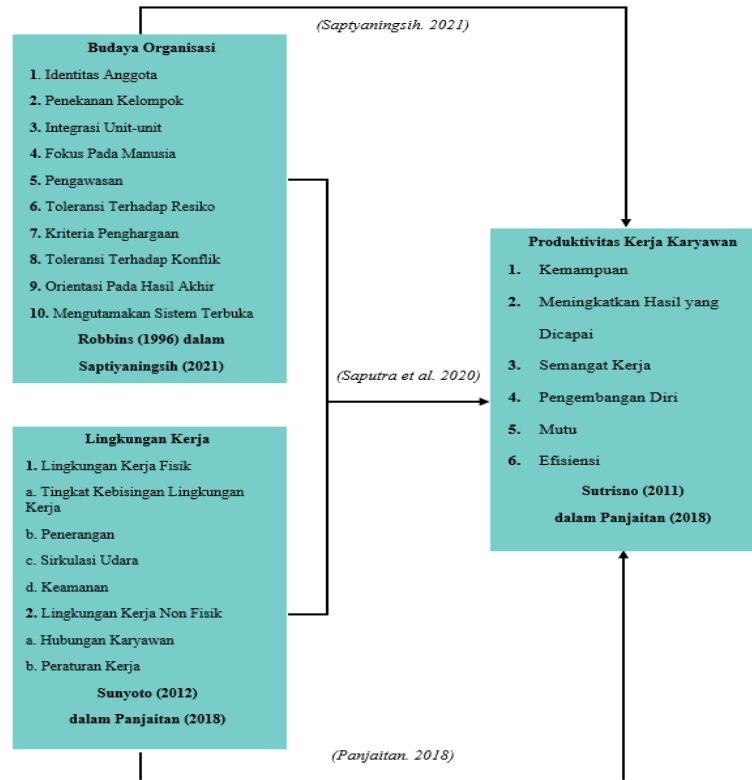 (Saptyaningsih. 2021)
Budaya Organisasi
1. Identitas Anggota
2. Penekanan Kelompok
3. Integrasi Unit-unit
4. Fokus Pada Manusia
5. Pengawasan
6. Toleransi Terhadap Resiko
7. Kriteria Penghargaan
8. Toleransi Terhadap Konflik
9. Orientasi Pada Hasil Akhir
10. Mengutamakan Sistem Terbuka
Robbins (1996) dalam
Saptiyaningsih (2021)
(Saputra et al. 2020)
Produktivitas Kerja Karyawan
1. Kemampuan
2. Meningkatkan Hasil yang
Dicapai
3. Semangat Kerja
4. Pengembangan Diri
5. Mutu
6. Efisiensi
Sutrisno (2011)
dalam Panjaitan (2018)
Lingkungan Kerja
1. Lingkungan Kerja Fisik
a. Tingkat Kebisingan Lingkungan
Kerja
b. Penerangan
c. Sirkulasi Udara
d. Keamanan
2. Lingkungan Kerja Non Fisik
a. Hubungan Karyawan
b. Peraturan Kerja
Sunyoto (2012)
dalam Panjaitan (2018)
(Panjaitan. 2018)